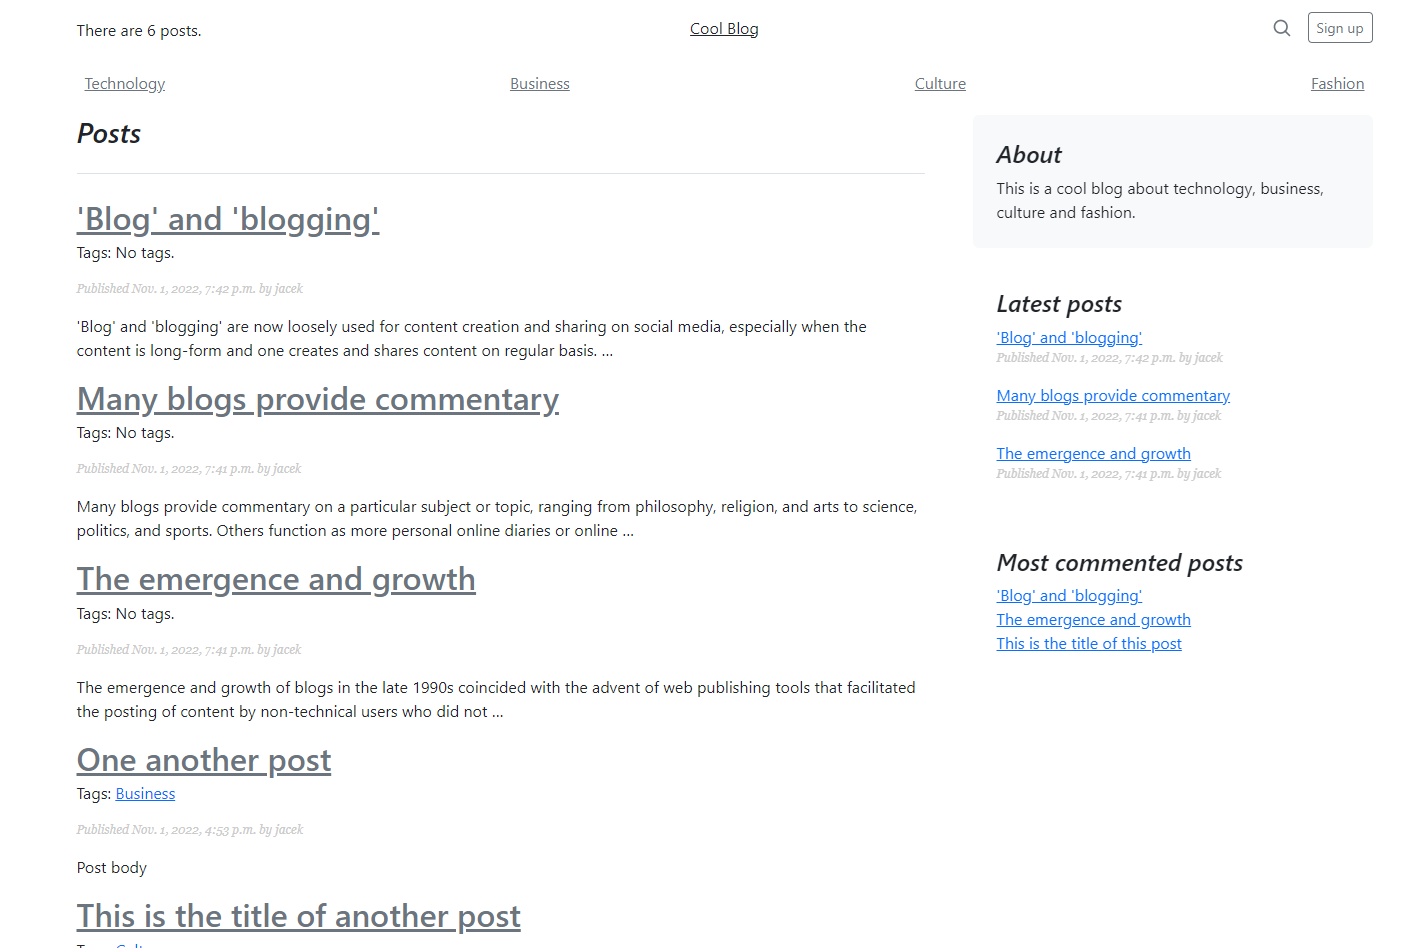 There are 6 posts.
Cool Blog
Sign up
Technology
Business
Culture
Fashion
Posts
'Blog' and 'blogging'
Tags: No tags.
Published Nov. 1, 2022, 7:42 p.m. by jacek
'Blog' and 'blogging' are now loosely used for content creation and sharing on social media, especially when the
content is long-form and one creates and shares content on regular basis. …
Many blogs provide commentary
Tags: No tags.
Published Nov. 1, 2022, 7:41 p.m. by jacek
Many blogs provide commentary on a particular subject or topic, ranging from philosophy, religion, and arts to science,
politics, and sports. Others function as more personal online diaries or online …
The emergence and growth
Tags: No tags.
Published Nov. 1, 2022, 7:41 p.m. by jacek
The emergence and growth of blogs in the late 1990s coincided with the advent of web publishing tools that facilitated
the posting of content by non-technical users who did not …
One another post
Tags: Business
Published Nov. 1, 2022, 4:53 p.m. by jacek
Post body
This is the title of another post
About
This is a cool blog about technology, business,
culture and fashion.
Latest posts
'Blog' and 'blogging'
Published Nov. 1, 2022, 7:42 p.m. by jacek
Many blogs provide commentary
Published Nov. 1, 2022, 7:41 p.m. by jacek
The emergence and growth
Published Nov. 1, 2022, 7:41 p.m. by jacek
Most commented posts
'Blog' and 'blogging'
The emergence and growth
This is the title of this post